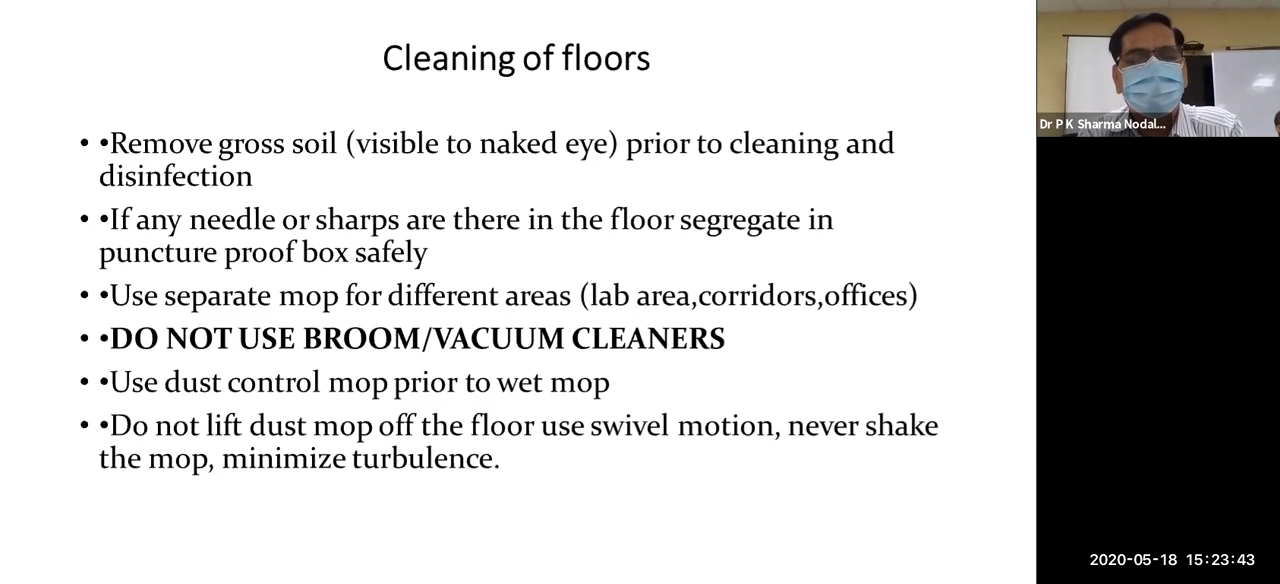 Cleaning of floors
• •Remove gross soil (visible to naked eye) prior to cleaning and
disinfection
• •If any needle or sharps are there in the floor segregate in
puncture proof box safely
• •Use separate mop for different areas (lab area,corridors,offices)
• •DO NOT USE BROOM/VACUUM CLEANERS
• •Use dust control mop prior to wet mop
• •Do not lift dust mop off the floor use swivel motion, never shake
the mop, minimize turbulence.
Dr P K Sharma Nodal...
2020-05-18 15:23:43